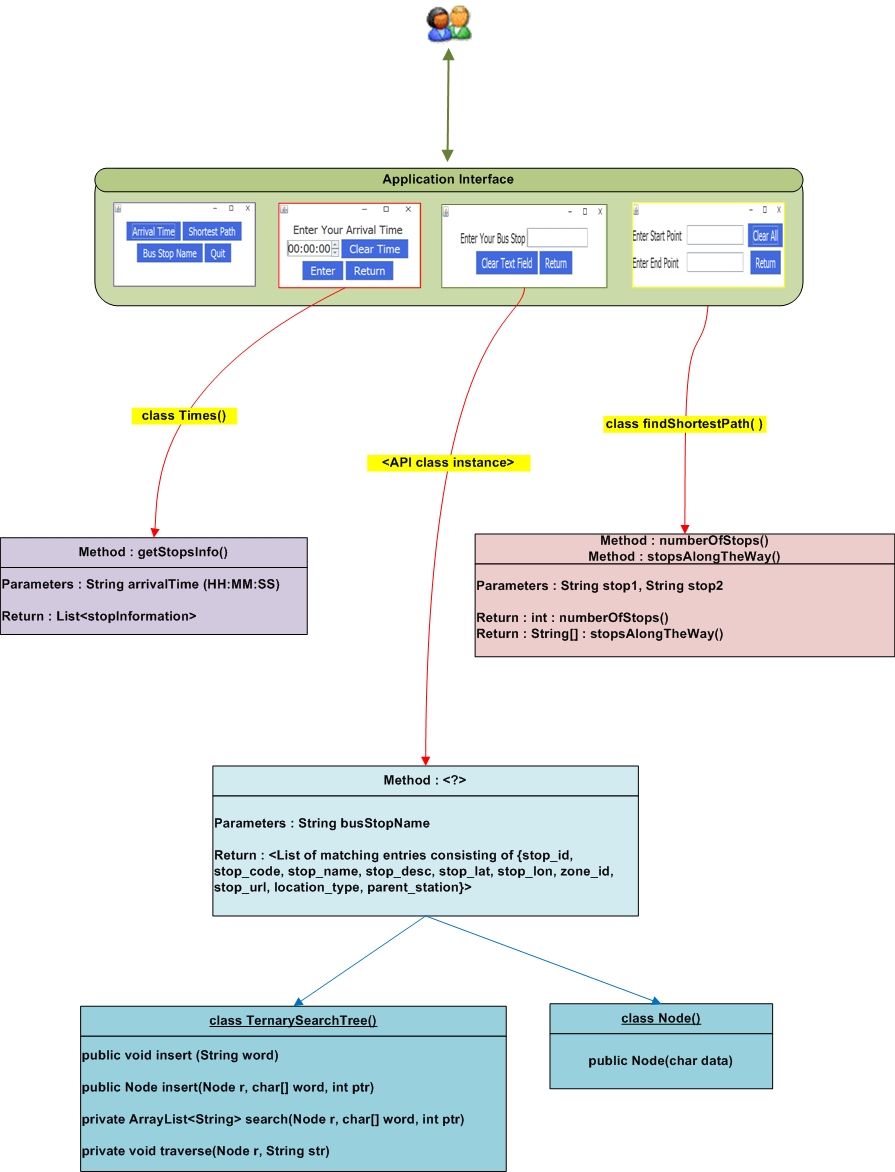 Application Interface
Arrival Time
Shortest Path
Bus Stop Name
Quit
Enter Your Arrival Time
00:00:00
Clear Time
Enter
Return
Enter Your Bus Stop
Clear Text Field
Return
Enter Start Point
Clear All
Enter End Point
Return
class Times()
<API class instance>
class findShortestPath( )
Method : getStopsInfo()
Parameters : String arrivalTime (HH:MM:SS)
Return : List<stopInformation>
Method : numberOfStops()
Method : stopsAlongTheWay()
Parameters : String stop1, String stop2
Return : int : numberOfStops()
Return : String[] : stopsAlongTheWay()
Method : <?>
Parameters : String busStopName
Return : <List of matching entries consisting of {stop_id,
stop_code, stop_name, stop_desc, stop_lat, stop_lon, zone_id,
stop_url, location_type, parent_station}>
class TernarySearchTree()
public void insert (String word)
public Node insert(Node r, char[] word, int ptr)
private ArrayList<String> search(Node r, char[] word, int ptr)
private void traverse(Node r, String str)
class Node()
public Node(char data)